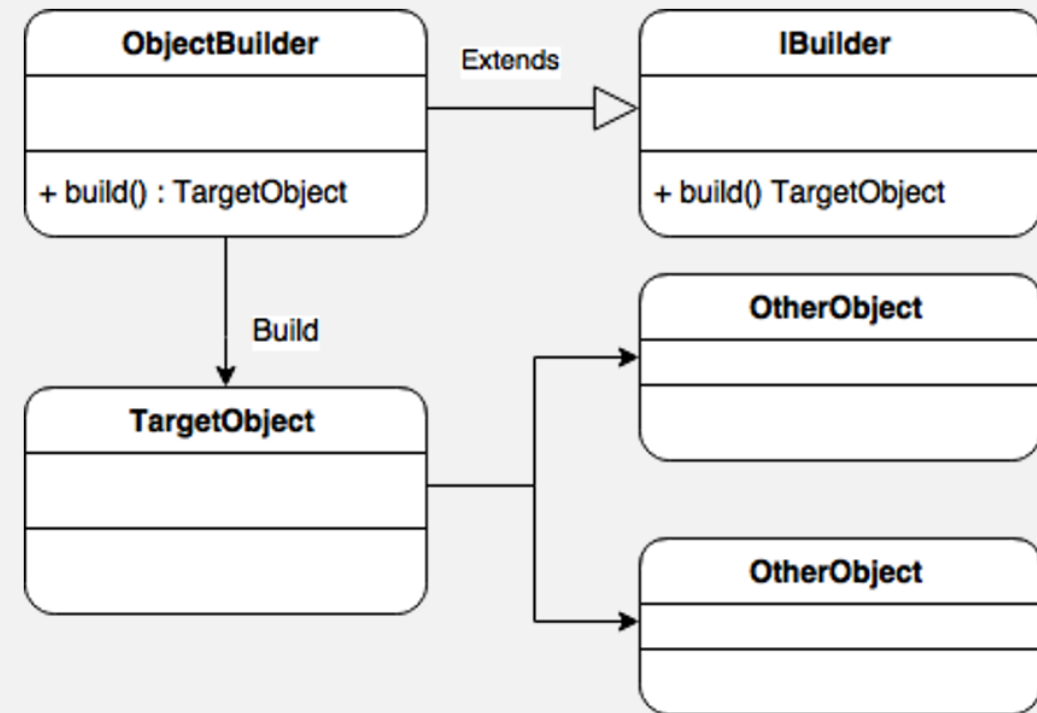 ObjectBuilder
Extends
IBuilder
+ build() : TargetObject
+ build() TargetObject
Build
OtherObject
TargetObject
OtherObject